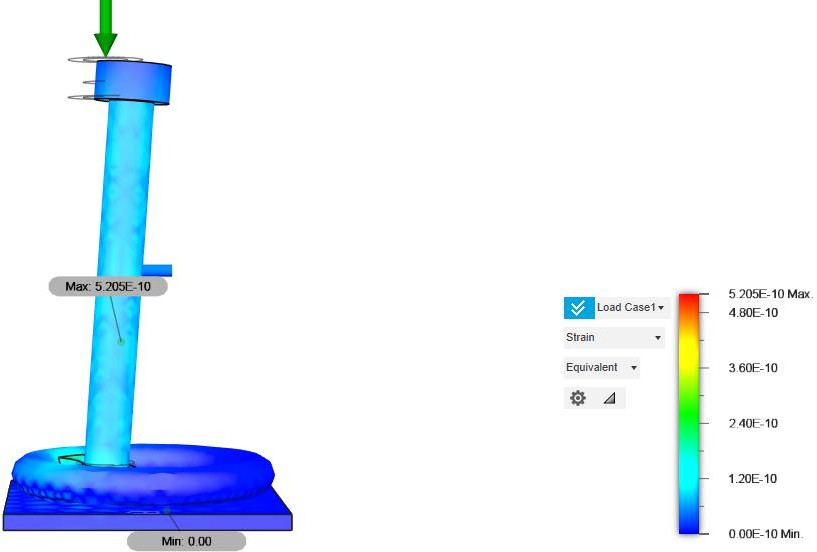 Max: 5.205E-10
Min: 0.00
Load Case1
Strain
Equivalent
5.205E-10 Max.
4.80E-10
3.60E-10
2.40E-10
1.20E-10
0.00E-10 Min.